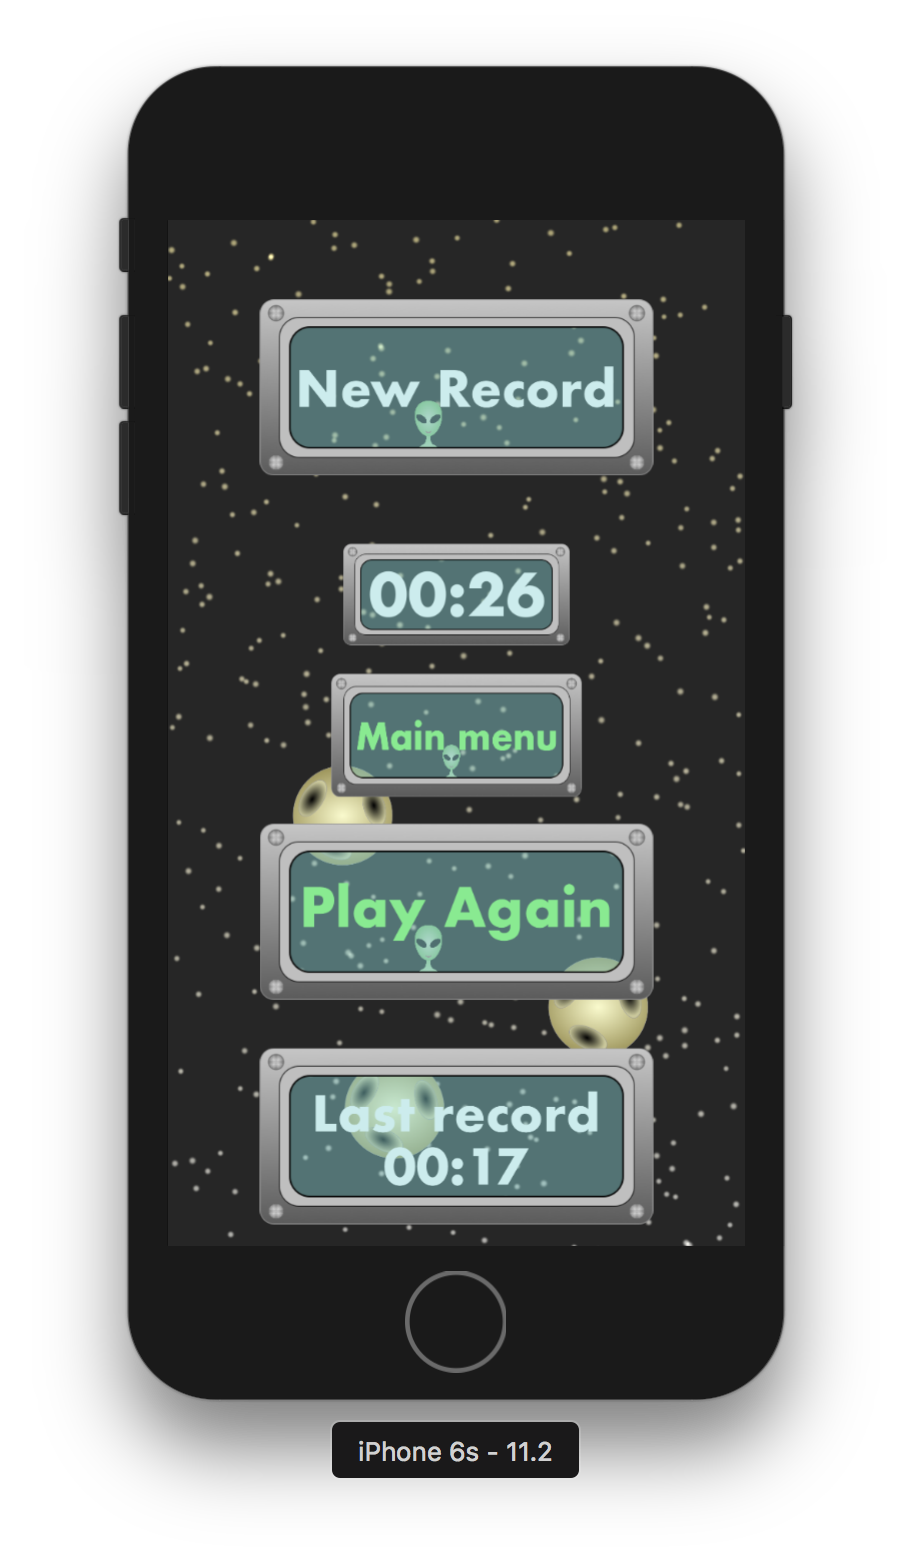 New Record
00:26
Main menu
Play Again
Last record
00:17
iPhone 6s - 11.2